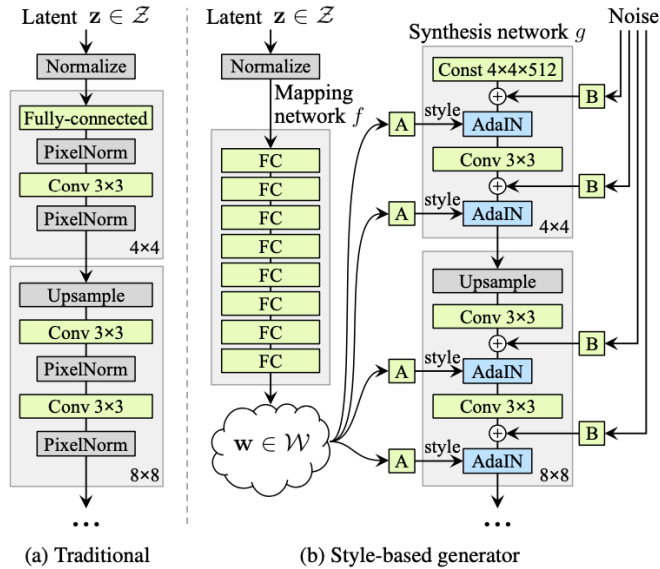 Latent z ∈ 𝒵
Normalize
Fully-connected
PixelNorm
Conv 3×3
PixelNorm
4×4
Upsample
Conv 3×3
PixelNorm
Conv 3×3
PixelNorm
8×8
...
(a) Traditional
Latent z ∈ 𝒵
Normalize
Mapping
network f
FC
FC
FC
FC
FC
FC
FC
FC
w ∈ 𝒲
A
style
A
style
A
style
A
style
Synthesis network g
Noise
Const 4×4×512
B
AdaIN
Conv 3×3
B
AdaIN
4×4
Upsample
Conv 3×3
B
AdaIN
Conv 3×3
B
AdaIN
8×8
...
(b) Style-based generator